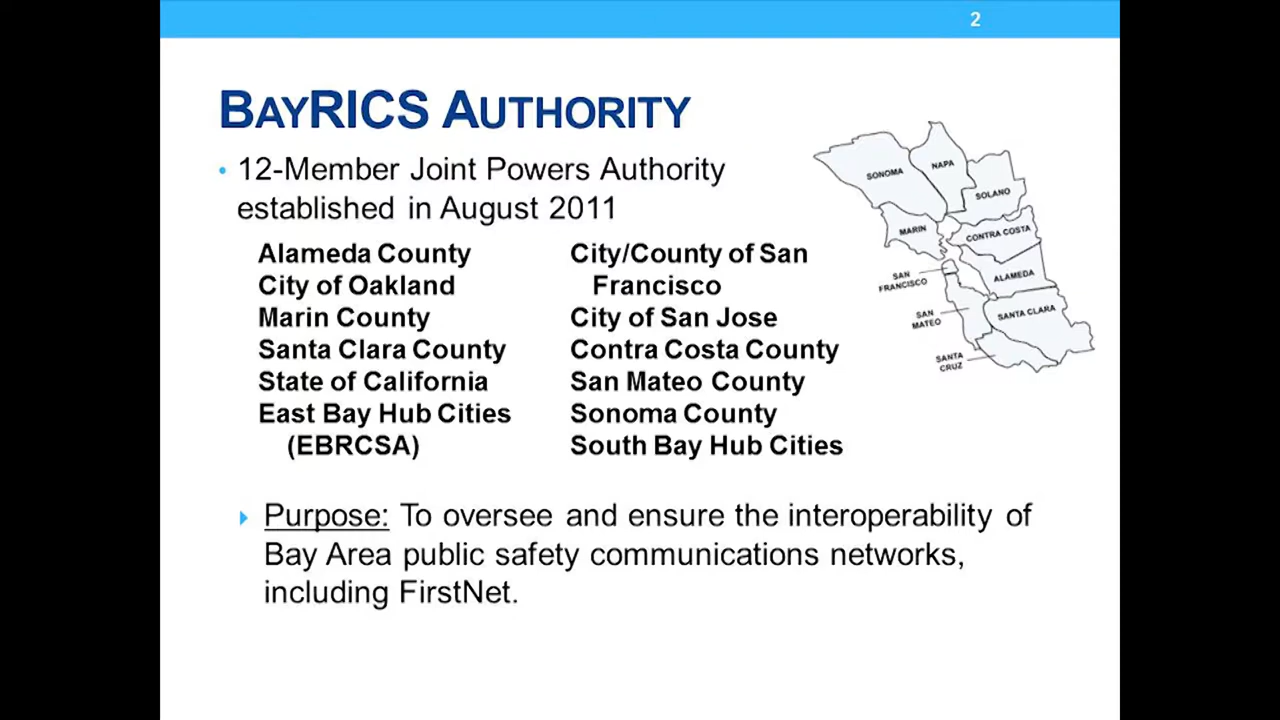 2
BAYRICS AUTHORITY
• 12-Member Joint Powers Authority
established in August 2011
Alameda County
City of Oakland
Marin County
Santa Clara County
State of California
East Bay Hub Cities
(EBRCSA)
City/County of San
Francisco
City of San Jose
Contra Costa County
San Mateo County
Sonoma County
South Bay Hub Cities
Purpose: To oversee and ensure the interoperability of
Bay Area public safety communications networks,
including FirstNet.
SONOMA
NAPA
SOLANO
MARIN
CONTRA COSTA
SAN
FRANCISCO
ALAMEDA
SAN
MATEO
SANTA CLARA
SANTA
CRUZ